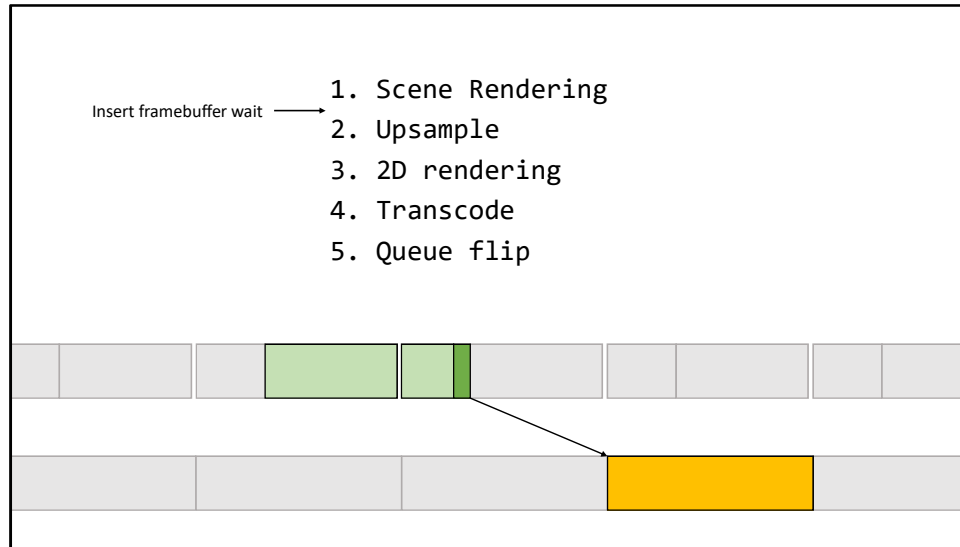 1. Scene Rendering
Insert framebuffer wait
2. Upsample
3. 2D rendering
4. Transcode
5. Queue flip